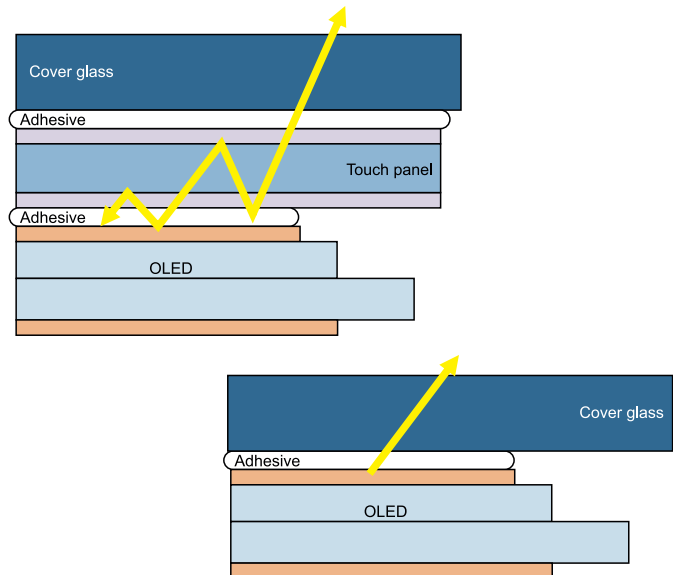 Cover glass
Adhesive
Touch panel
Adhesive
OLED
Cover glass
Adhesive
OLED